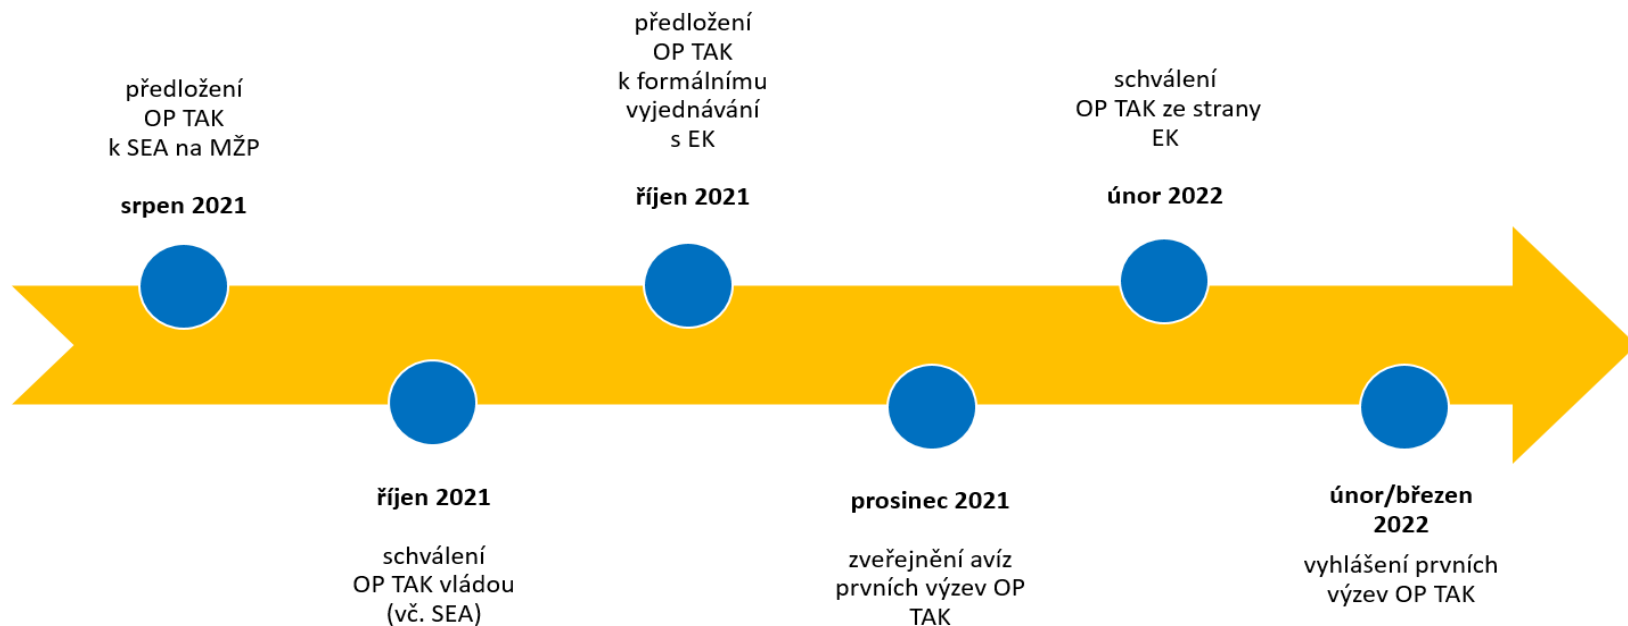 předložení
OP TAK
k SEA na MŽP
srpen 2021
říjen 2021
schválení
OP TAK vládou
(vč. SEA)
předložení
OP TAK
k formálnímu
vyjednávání
s EK
říjen 2021
prosinec 2021
zveřejnění avíz
prvních výzev OP
TAK
schválení
OP TAK ze strany
EK
únor 2022
únor/březen
2022
vyhlášení prvních
výzev OP TAK